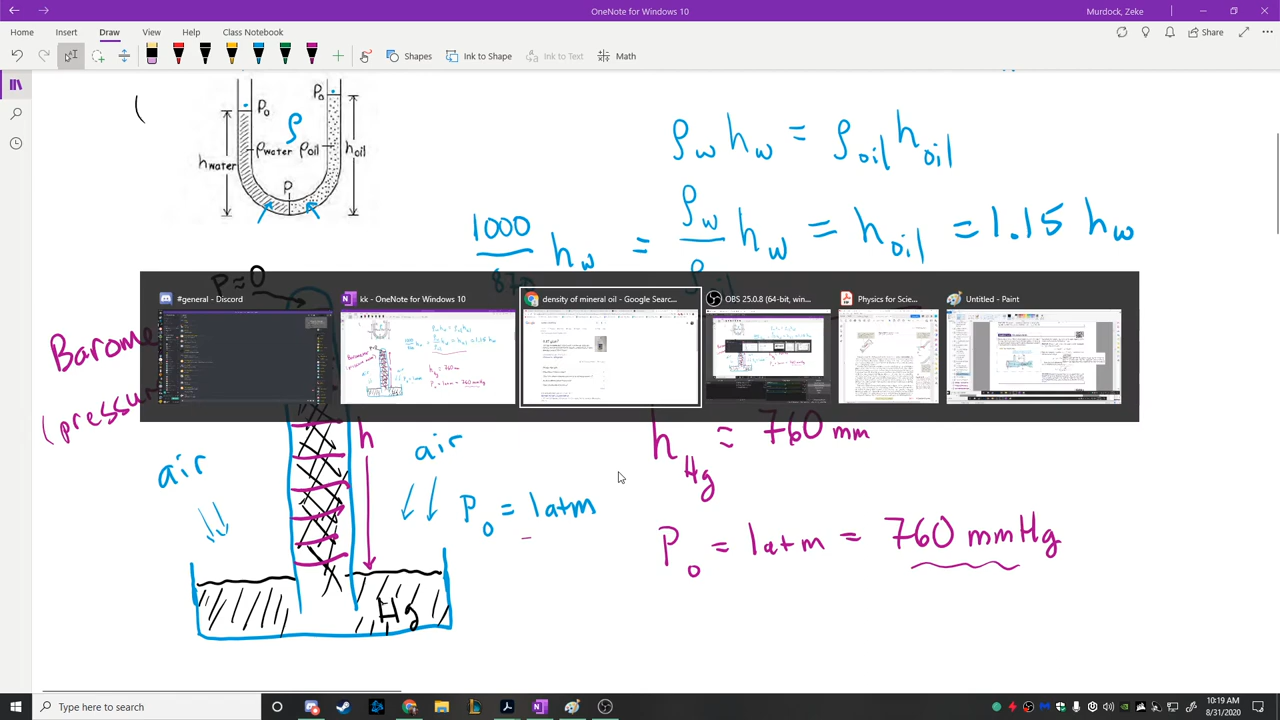 OneNote for Windows 10
Murdock, Zeke
Home Insert Draw View Help Class Notebook
Share
Shapes Ink to Shape Ink to Text Math
P₀ P₀
ρ
hwater ρwater ρoil hoil
P
ρw hw = ρoil hoil
1000 hw = ρw hw = hoil = 1.15 hw
P≈0
#general - Discord
kk - OneNote for Windows 10
density of mineral oil - Google Searc...
OBS 25.0.8 (64-bit, win...
Physics for Scie...
Untitled - Paint
Barome
(pressur
h
air air
P₀ = 1atm
Hg
hHg = 760 mm
P₀ = 1atm = 760 mmHg
Type here to search
10:19 AM
8/31/2020